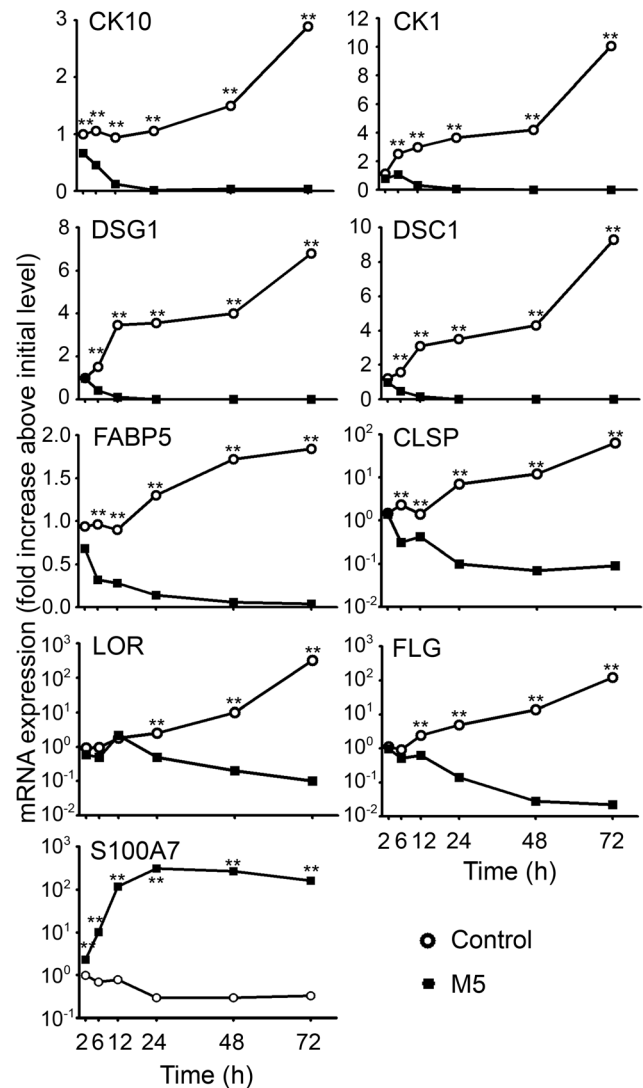 mRNA expression (fold increase above initial level)
CK10
3
2
1
0
** ** ** ** ** **
CK1
12
10
8
6
4
2
0
** ** ** ** **
DSG1
8
6
4
2
0
** ** ** ** **
DSC1
10
8
6
4
2
0
** ** ** ** **
FABP5
2.0
1.5
1.0
0.5
0.0
** ** ** ** **
CLSP
10²
10¹
10⁰
10⁻¹
10⁻²
** ** ** ** **
LOR
10³
10²
10¹
10⁰
10⁻¹
10⁻²
** ** **
FLG
10³
10²
10¹
10⁰
10⁻¹
10⁻²
** ** ** **
2 6 12 24 48 72
Time (h)
S100A7
10³
10²
10¹
10⁰
10⁻¹
** ** ** ** ** **
2 6 12 24 48 72
Time (h)
Control
M5